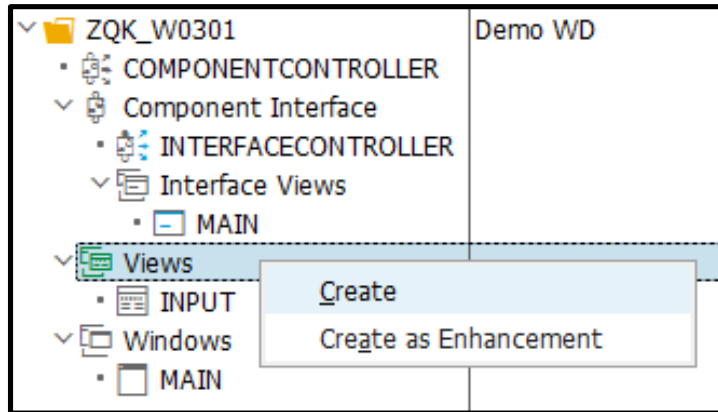 ZQK_W0301 Demo WD
COMPONENTCONTROLLER
Component Interface
INTERFACECONTROLLER
Interface Views
MAIN
Views
Create
INPUT
Create as Enhancement
Windows
MAIN